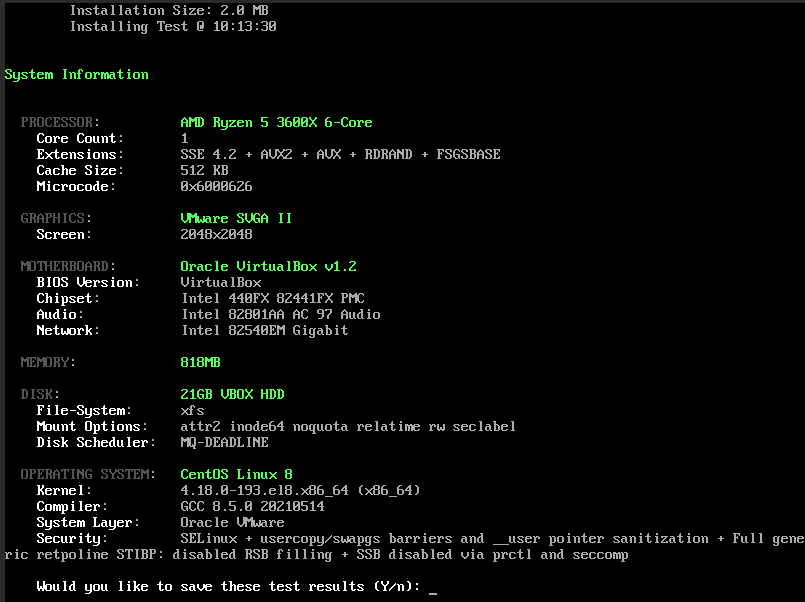 Installation Size: 2.0 MB
Installing Test @ 10:13:30
System Information
PROCESSOR: AMD Ryzen 5 3600X 6-Core
Core Count: 1
Extensions: SSE 4.2 + AVX2 + AVX + RDRAND + FSGSBASE
Cache Size: 512 KB
Microcode: 0x6000626
GRAPHICS: VMware SVGA II
Screen: 2048x2048
MOTHERBOARD: Oracle VirtualBox v1.2
BIOS Version: VirtualBox
Chipset: Intel 440FX 82441FX PMC
Audio: Intel 82801AA AC 97 Audio
Network: Intel 82540EM Gigabit
MEMORY: 818MB
DISK: 21GB VBOX HDD
File-System: xfs
Mount Options: attr2 inode64 noquota relatime rw seclabel
Disk Scheduler: MQ-DEADLINE
OPERATING SYSTEM: CentOS Linux 8
Kernel: 4.18.0-193.el8.x86_64 (x86_64)
Compiler: GCC 8.5.0 20210514
System Layer: Oracle VMware
Security: SELinux + usercopy/swapgs barriers and __user pointer sanitization + Full gene
ric retpoline STIBP: disabled RSB filling + SSB disabled via prctl and seccomp
Would you like to save these test results (Y/n): _